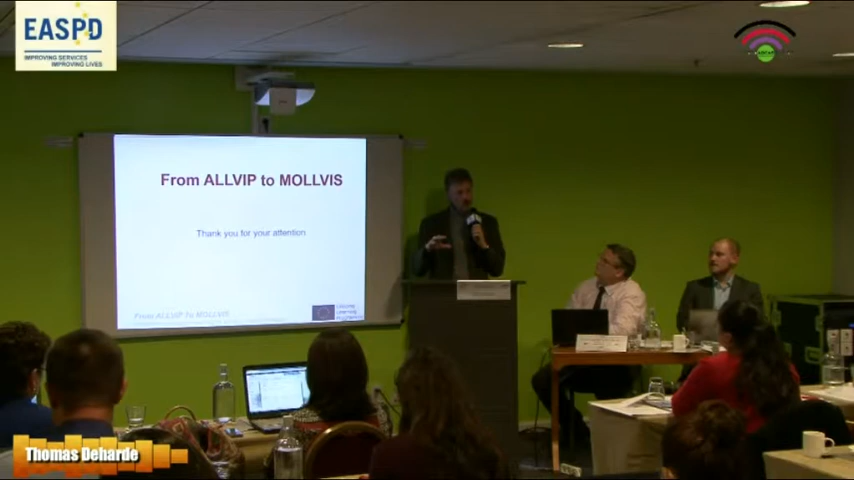 EASPD
IMPROVING SERVICES
IMPROVING LIVES
From ALLVIP to MOLLVIS
Thank you for your attention
From ALLVIP To MOLLVIS
Thomas Deharde